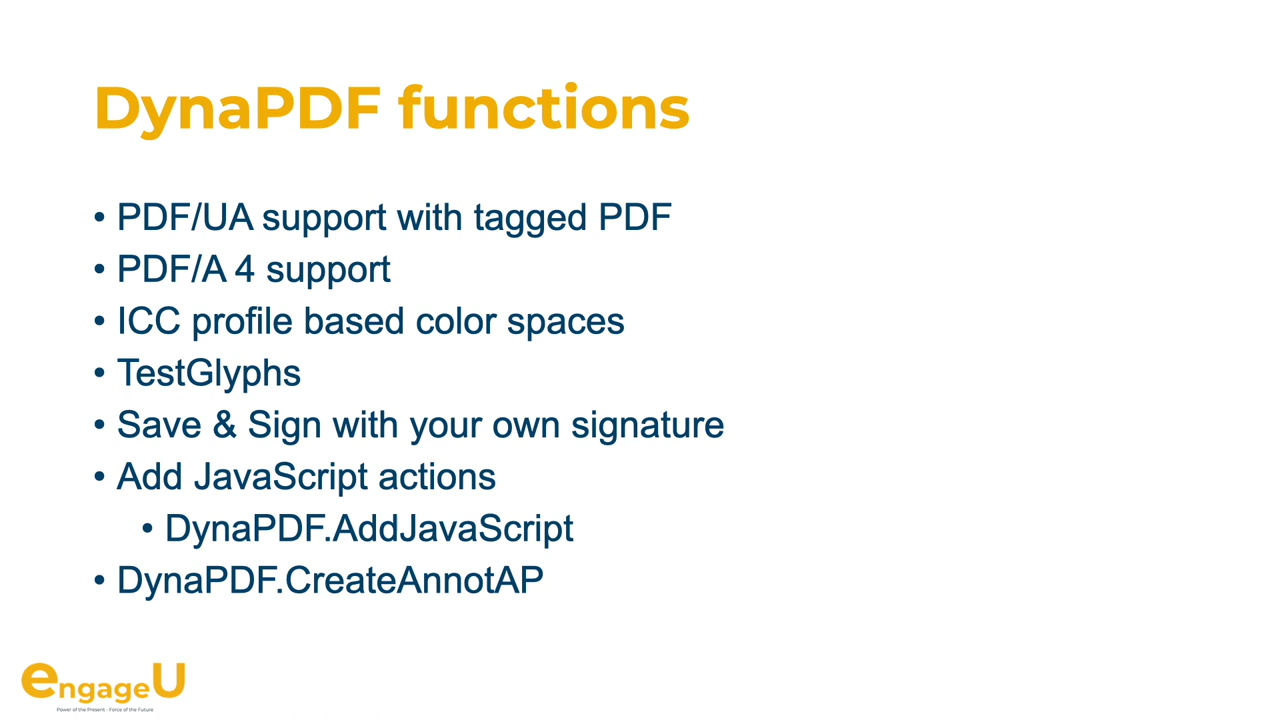 DynaPDF functions
• PDF/UA support with tagged PDF
• PDF/A 4 support
• ICC profile based color spaces
• TestGlyphs
• Save & Sign with your own signature
• Add JavaScript actions
• DynaPDF.AddJavaScript
• DynaPDF.CreateAnnotAP
engageU
Power of the Present - Force of the Future